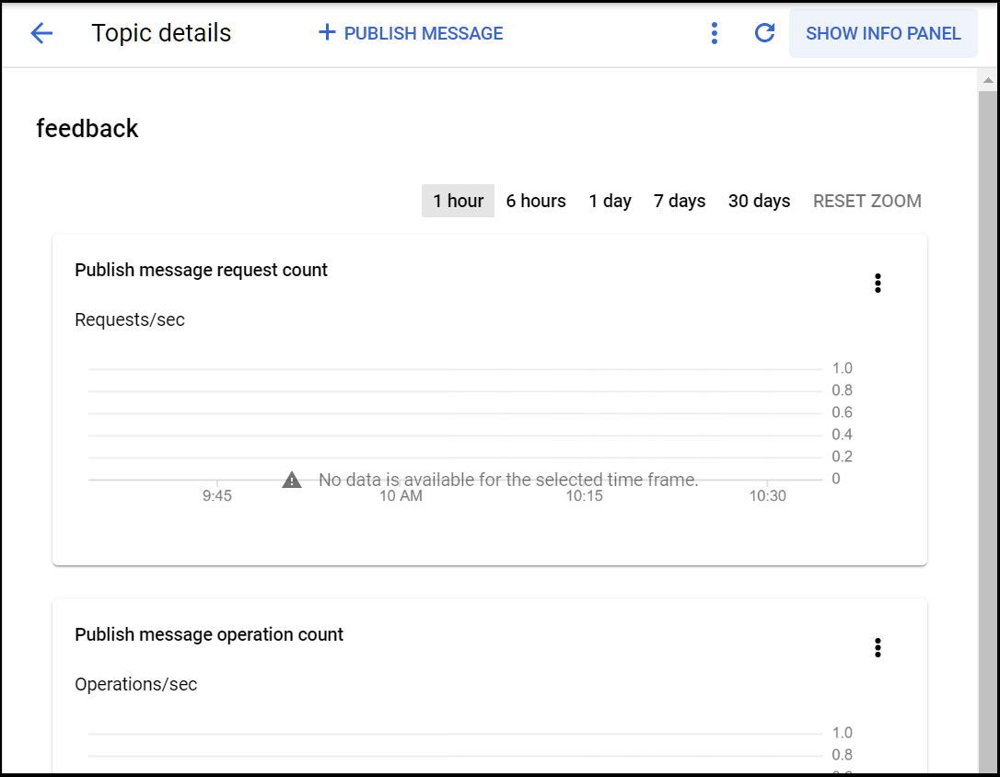 Topic details
PUBLISH MESSAGE
SHOW INFO PANEL
feedback
1 hour 6 hours 1 day 7 days 30 days RESET ZOOM
Publish message request count
Requests/sec
1.0
0.8
0.6
0.4
0.2
0
No data is available for the selected time frame.
9:45 10 AM 10:15 10:30
Publish message operation count
Operations/sec
1.0
0.8